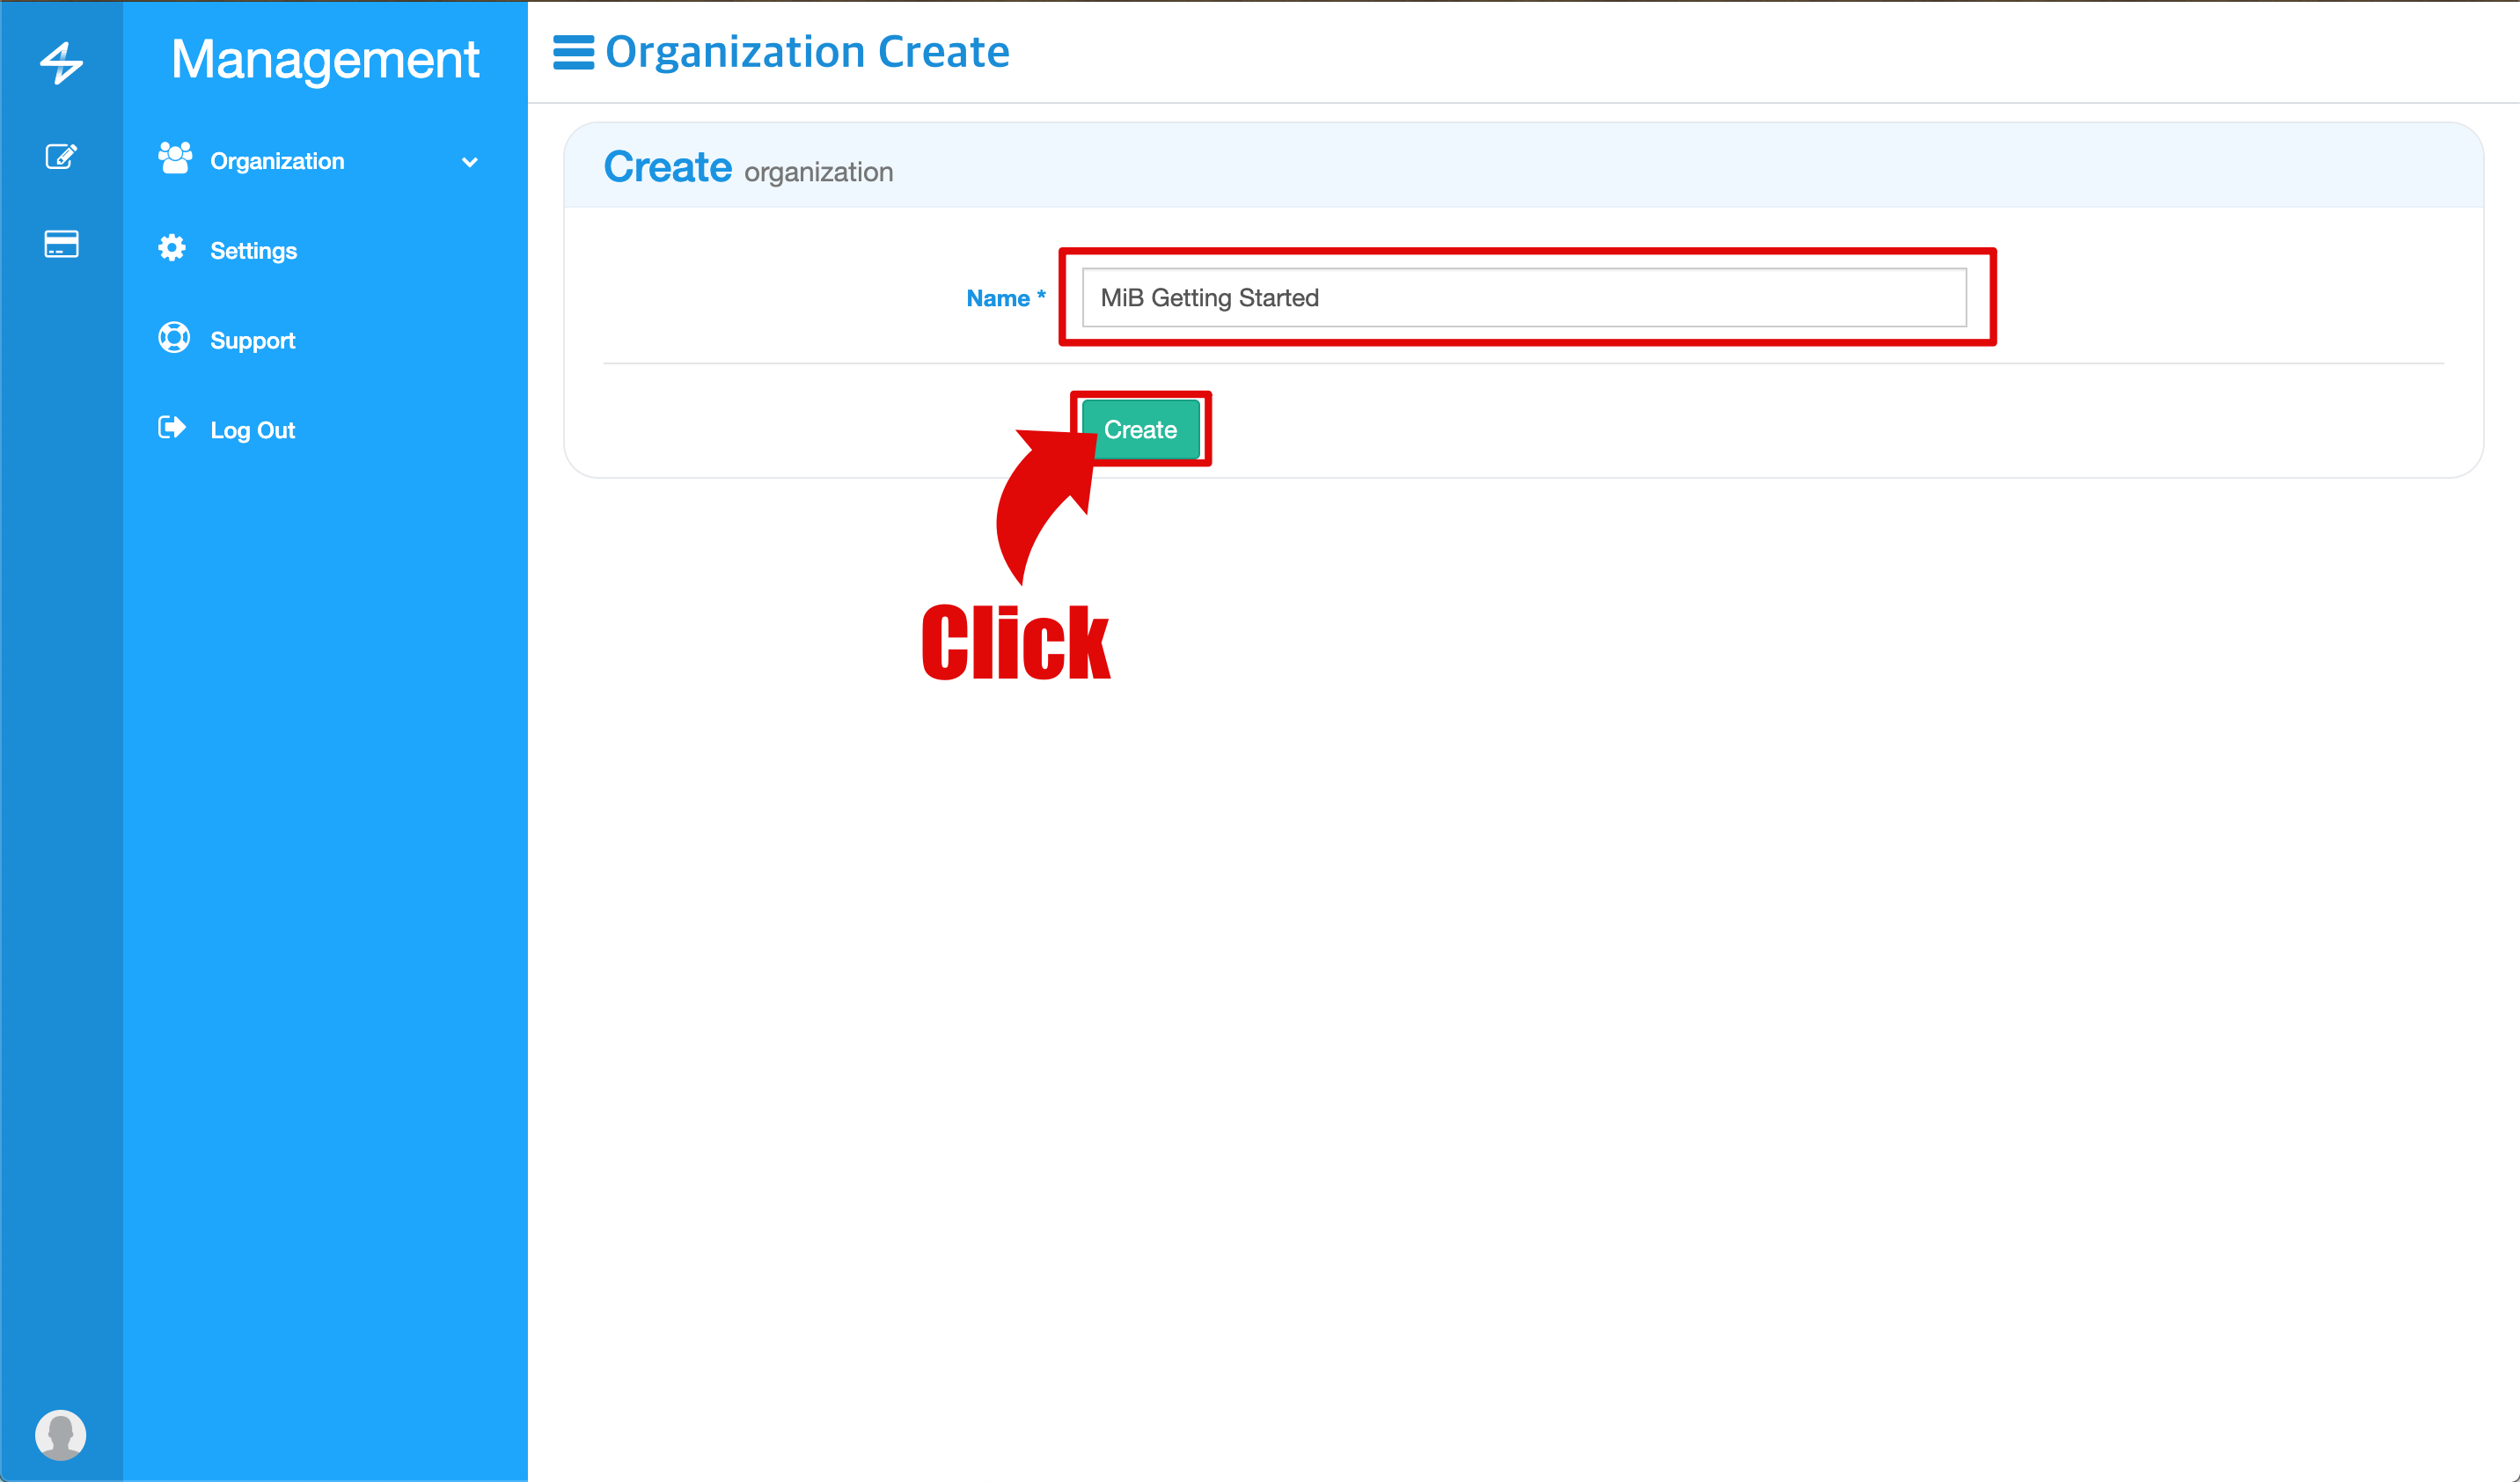 Management
Organization
Settings
Support
Log Out
Organization Create
Create organization
Name *
MiB Getting Started
Create
Click